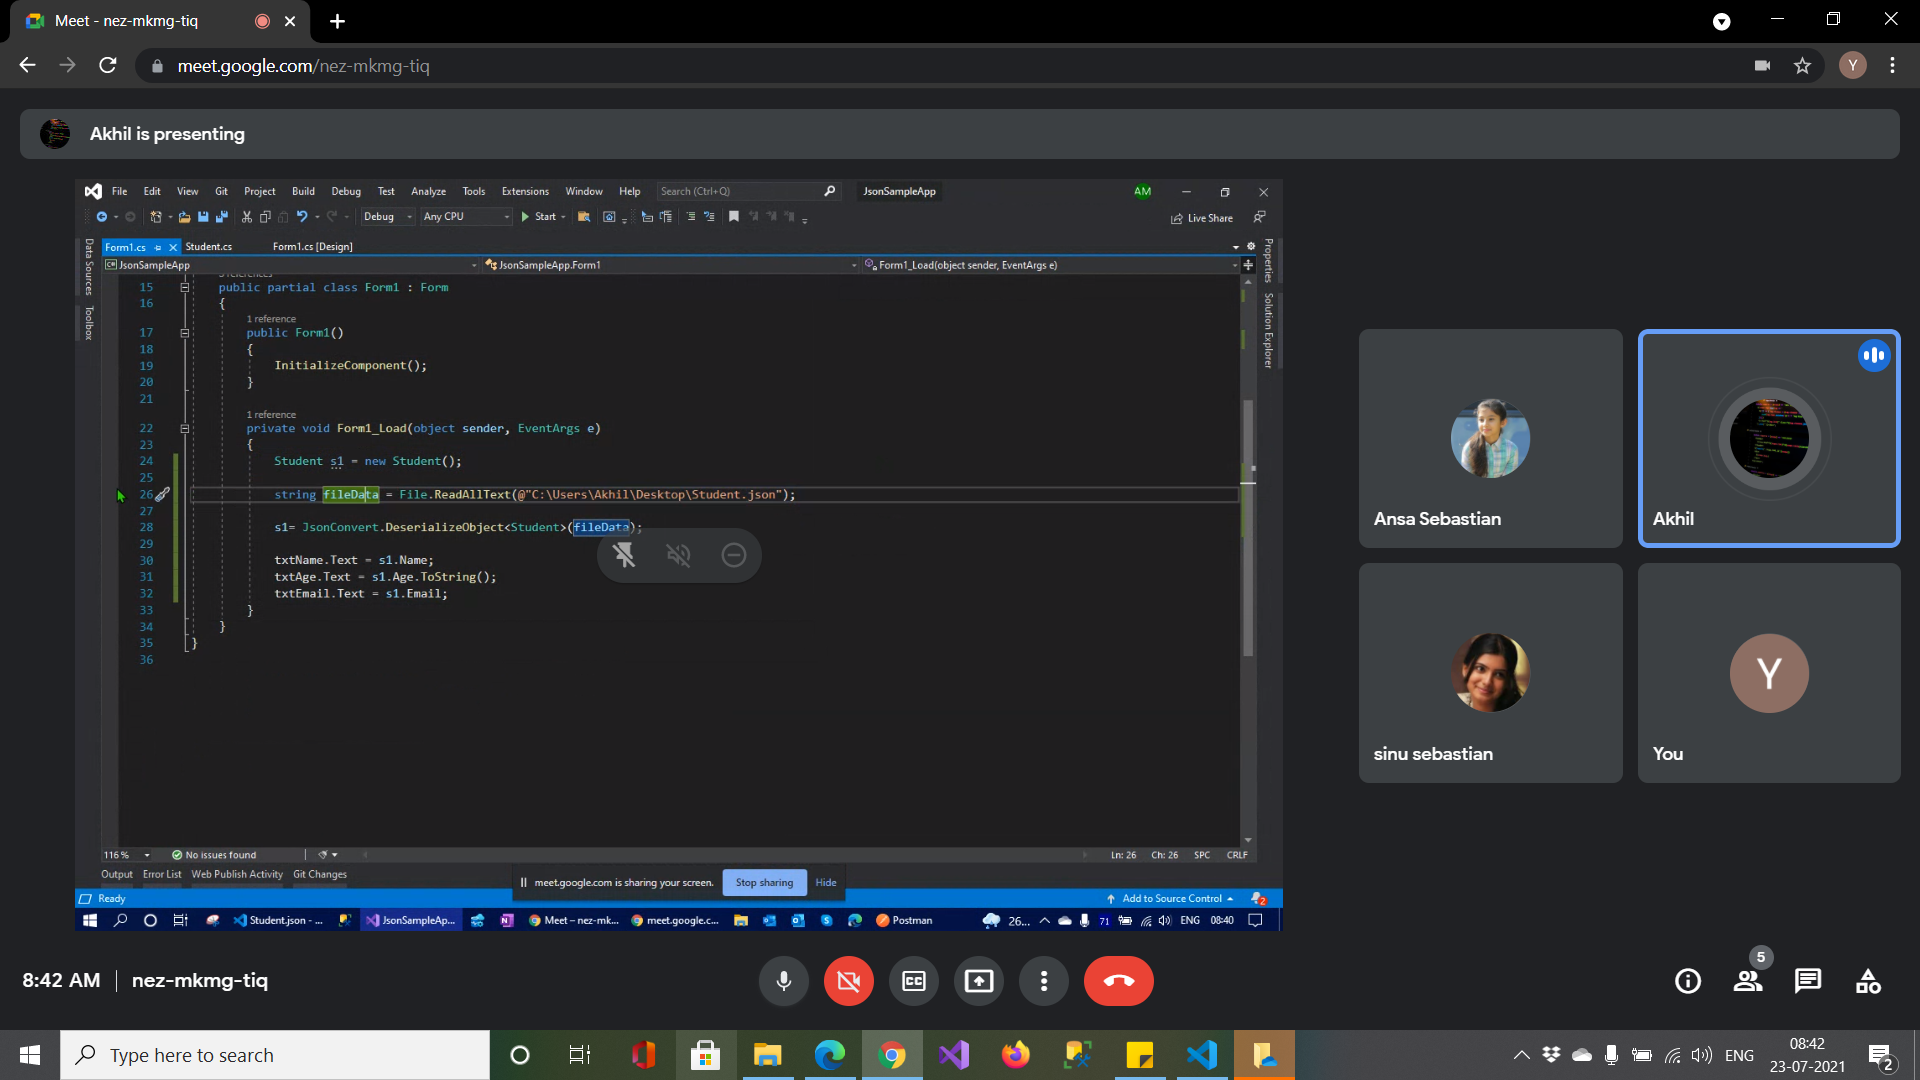 Meet - nez-mkmg-tiq
meet.google.com/nez-mkmg-tiq
Y
Akhil is presenting
File Edit View Git Project Build Debug Test Analyze Tools Extensions Window Help Search (Ctrl+Q) JsonSampleApp AM
Debug Any CPU Start Live Share
Form1.cs Student.cs Form1.cs [Design]
JsonSampleApp JsonSampleApp.Form1 Form1_Load(object sender, EventArgs e)
Data Sources
Toolbox
Properties
Solution Explorer
3 references
15 public partial class Form1 : Form
16 {
1 reference
17 public Form1()
18 {
19 InitializeComponent();
20 }
21
1 reference
22 private void Form1_Load(object sender, EventArgs e)
23 {
24 Student s1 = new Student();
25
26 string fileData = File.ReadAllText(@"C:\Users\Akhil\Desktop\Student.json");
27
28 s1= JsonConvert.DeserializeObject<Student>(fileData);
29
30 txtName.Text = s1.Name;
31 txtAge.Text = s1.Age.ToString();
32 txtEmail.Text = s1.Email;
33 }
34 }
35 }
36
116 % No issues found Ln: 26 Ch: 26 SPC CRLF
Output Error List Web Publish Activity Git Changes
meet.google.com is sharing your screen. Stop sharing Hide
Ready Add to Source Control 2
Student.json - ... JsonSampleAp... Meet – nez-mk... meet.google.c... Postman 26... 71 ENG 08:40
Ansa Sebastian
Akhil
sinu sebastian
Y
You
8:42 AM nez-mkmg-tiq
5
Type here to search
ENG
08:42
23-07-2021
2